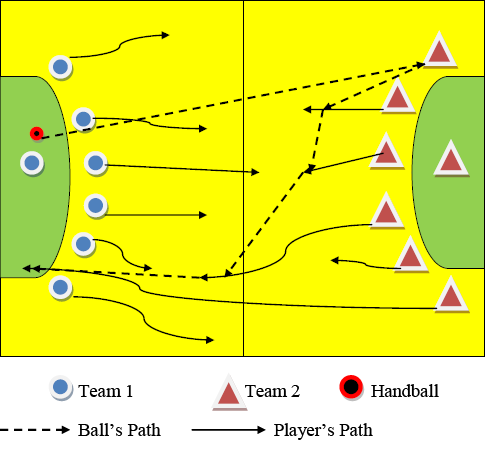 Team 1 Team 2 Handball
Ball's Path Player's Path